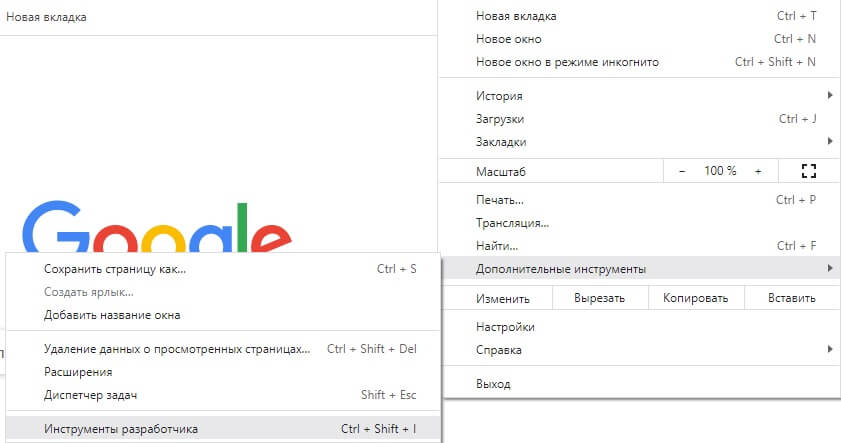 Новая вкладка
Новая вкладка Ctrl + T
Новое окно Ctrl + N
Новое окно в режиме инкогнито Ctrl + Shift + N
История
Загрузки Ctrl + J
Закладки
Масштаб − 100 % +
Печать... Ctrl + P
Трансляция...
Найти... Ctrl + F
Дополнительные инструменты
Изменить Вырезать Копировать Вставить
Настройки
Справка
Выход
Google
Сохранить страницу как... Ctrl + S
Создать ярлык...
Добавить название окна
Удаление данных о просмотренных страницах... Ctrl + Shift + Del
Расширения
Диспетчер задач Shift + Esc
Инструменты разработчика Ctrl + Shift + I